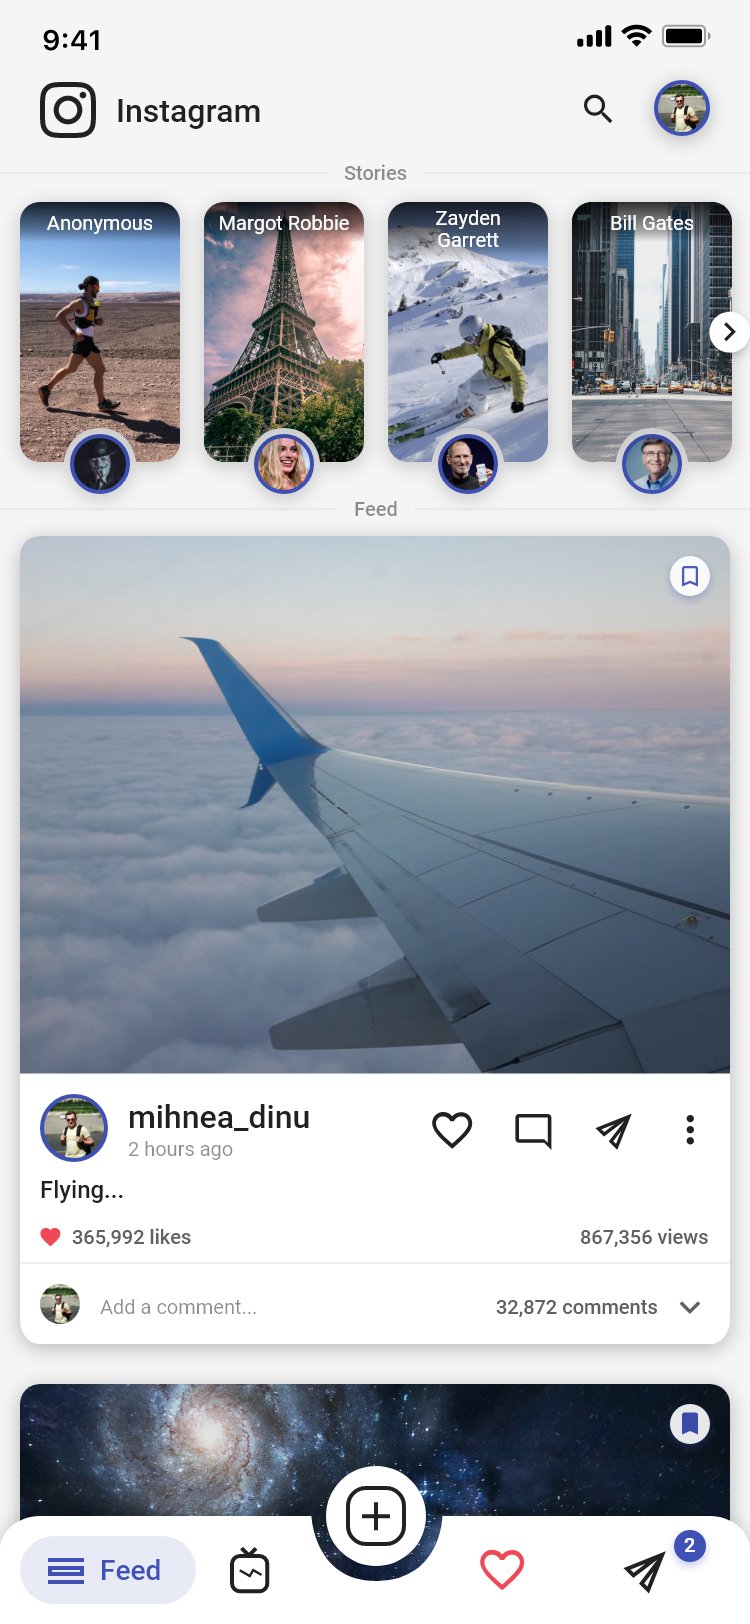 9:41
Instagram
Stories
Anonymous
Margot Robbie
Zayden
Garrett
Bill Gates
Feed
mihnea_dinu
2 hours ago
Flying...
365,992 likes
867,356 views
Add a comment...
32,872 comments
Feed
2